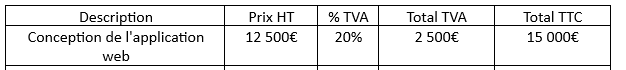 Description Prix HT % TVA Total TVA Total TTC
Conception de l'application 12 500€ 20% 2 500€ 15 000€
web